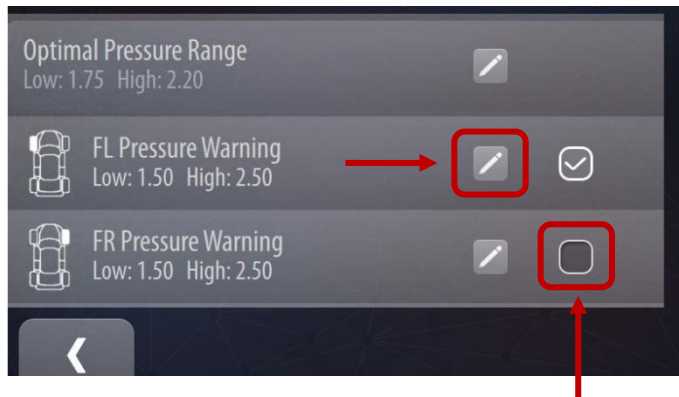 Optimal Pressure Range
Low: 1.75 High: 2.20
FL Pressure Warning
Low: 1.50 High: 2.50
FR Pressure Warning
Low: 1.50 High: 2.50